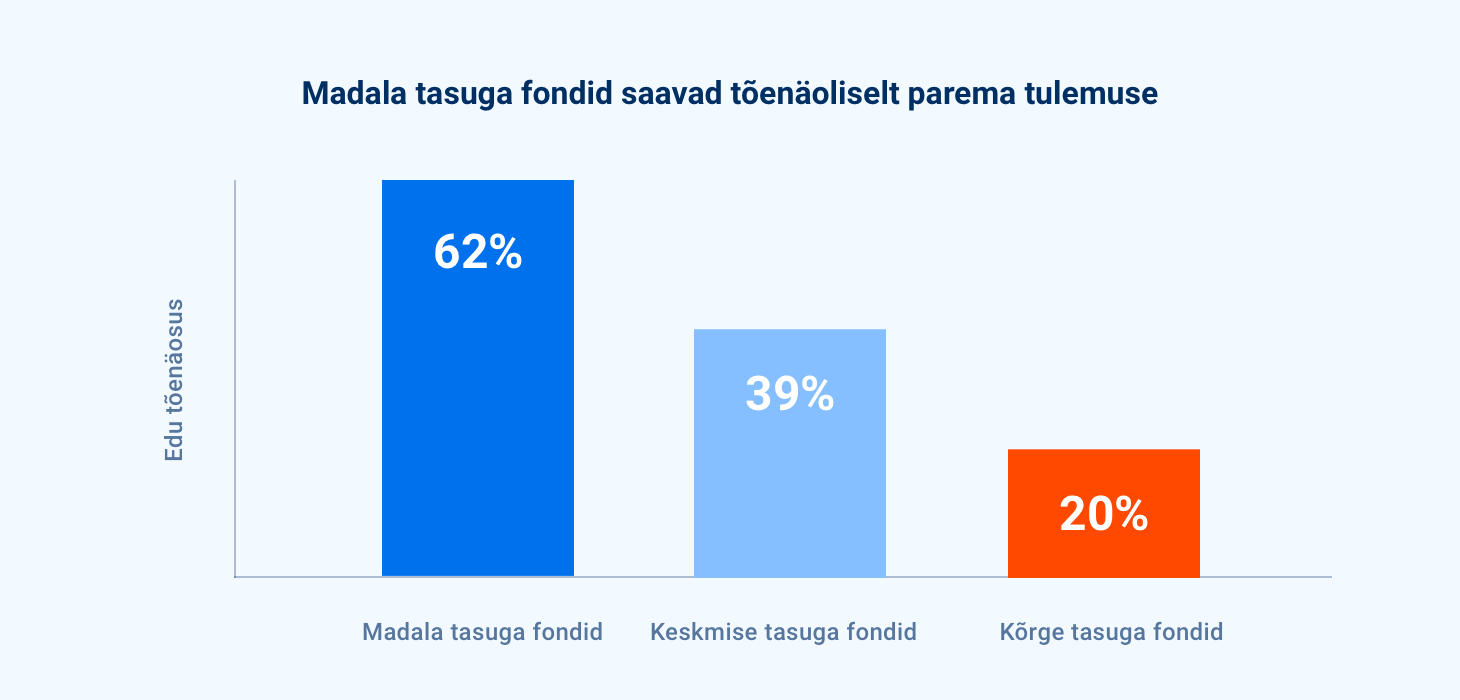 Madala tasuga fondid saavad tõenäoliselt parema tulemuse
Edu tõenäosus
62%
39%
20%
Madala tasuga fondid
Keskmise tasuga fondid
Kõrge tasuga fondid